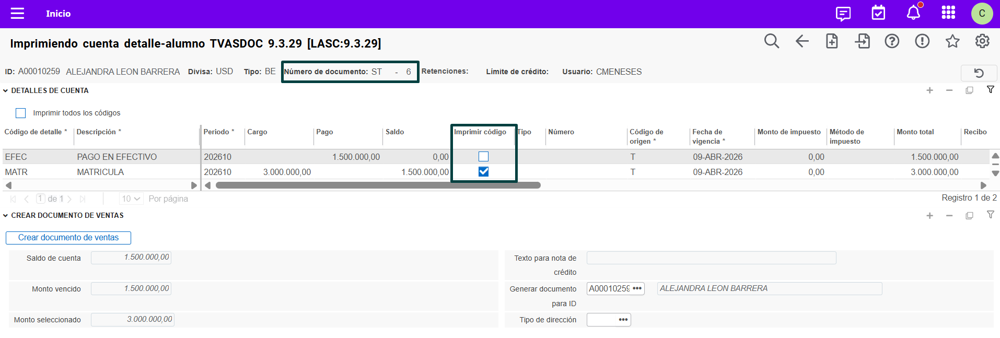 Inicio
C
Imprimiendo cuenta detalle-alumno TVASDOC 9.3.29 [LASC:9.3.29]
ID: A00010259 ALEJANDRA LEON BARRERA Divisa: USD Tipo: BE Número de documento: ST - 6 Retenciones: Límite de crédito: Usuario: CMENESES
DETALLES DE CUENTA
Imprimir todos los códigos
Código de detalle * Descripción * Periodo * Cargo Pago Saldo Imprimir código Tipo Número Código de origen * Fecha de vigencia * Monto de impuesto Método de impuesto Monto total Recibo
EFEC PAGO EN EFECTIVO 202610 1.500.000,00 0,00 T 09-ABR-2026 0,00 1.500.000,00
MATR MATRICULA 202610 3.000.000,00 1.500.000,00 T 09-ABR-2026 0,00 3.000.000,00
1 de 1 10 Por página Registro 1 de 2
CREAR DOCUMENTO DE VENTAS
Crear documento de ventas
Saldo de cuenta 1.500.000,00 Texto para nota de crédito
Monto vencido 1.500.000,00 Generar documento para ID A00010259 ALEJANDRA LEON BARRERA
Monto seleccionado 3.000.000,00 Tipo de dirección